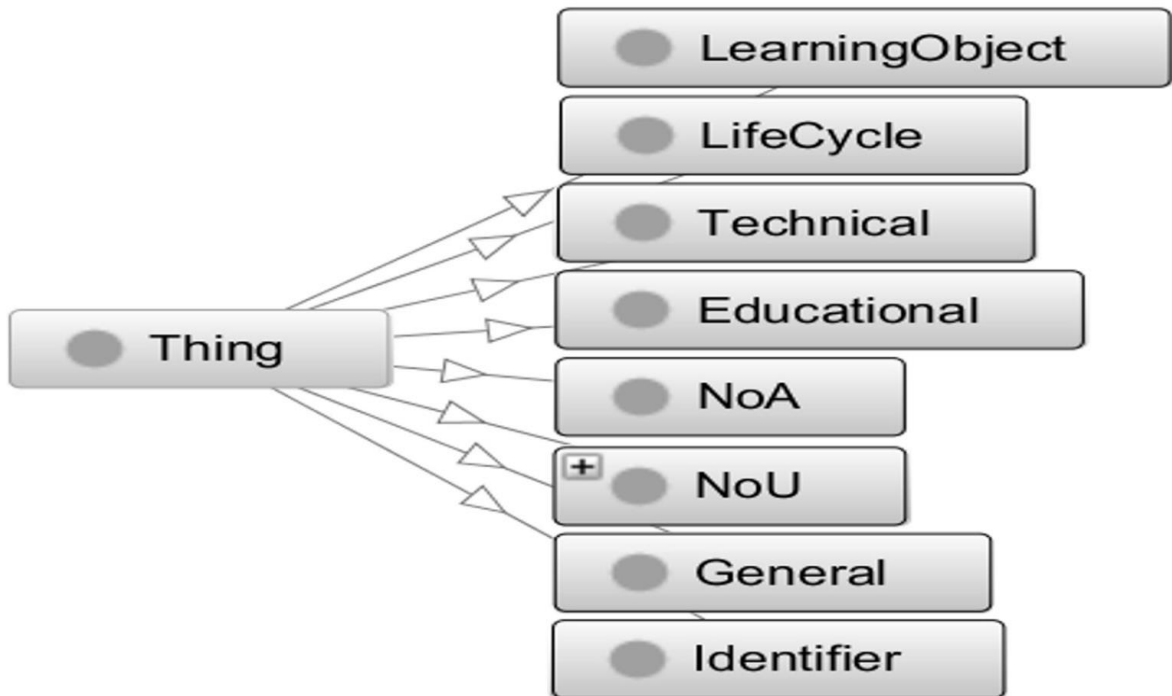 LearningObject
LifeCycle
Technical
Educational
Thing
NoA
NoU
General
Identifier